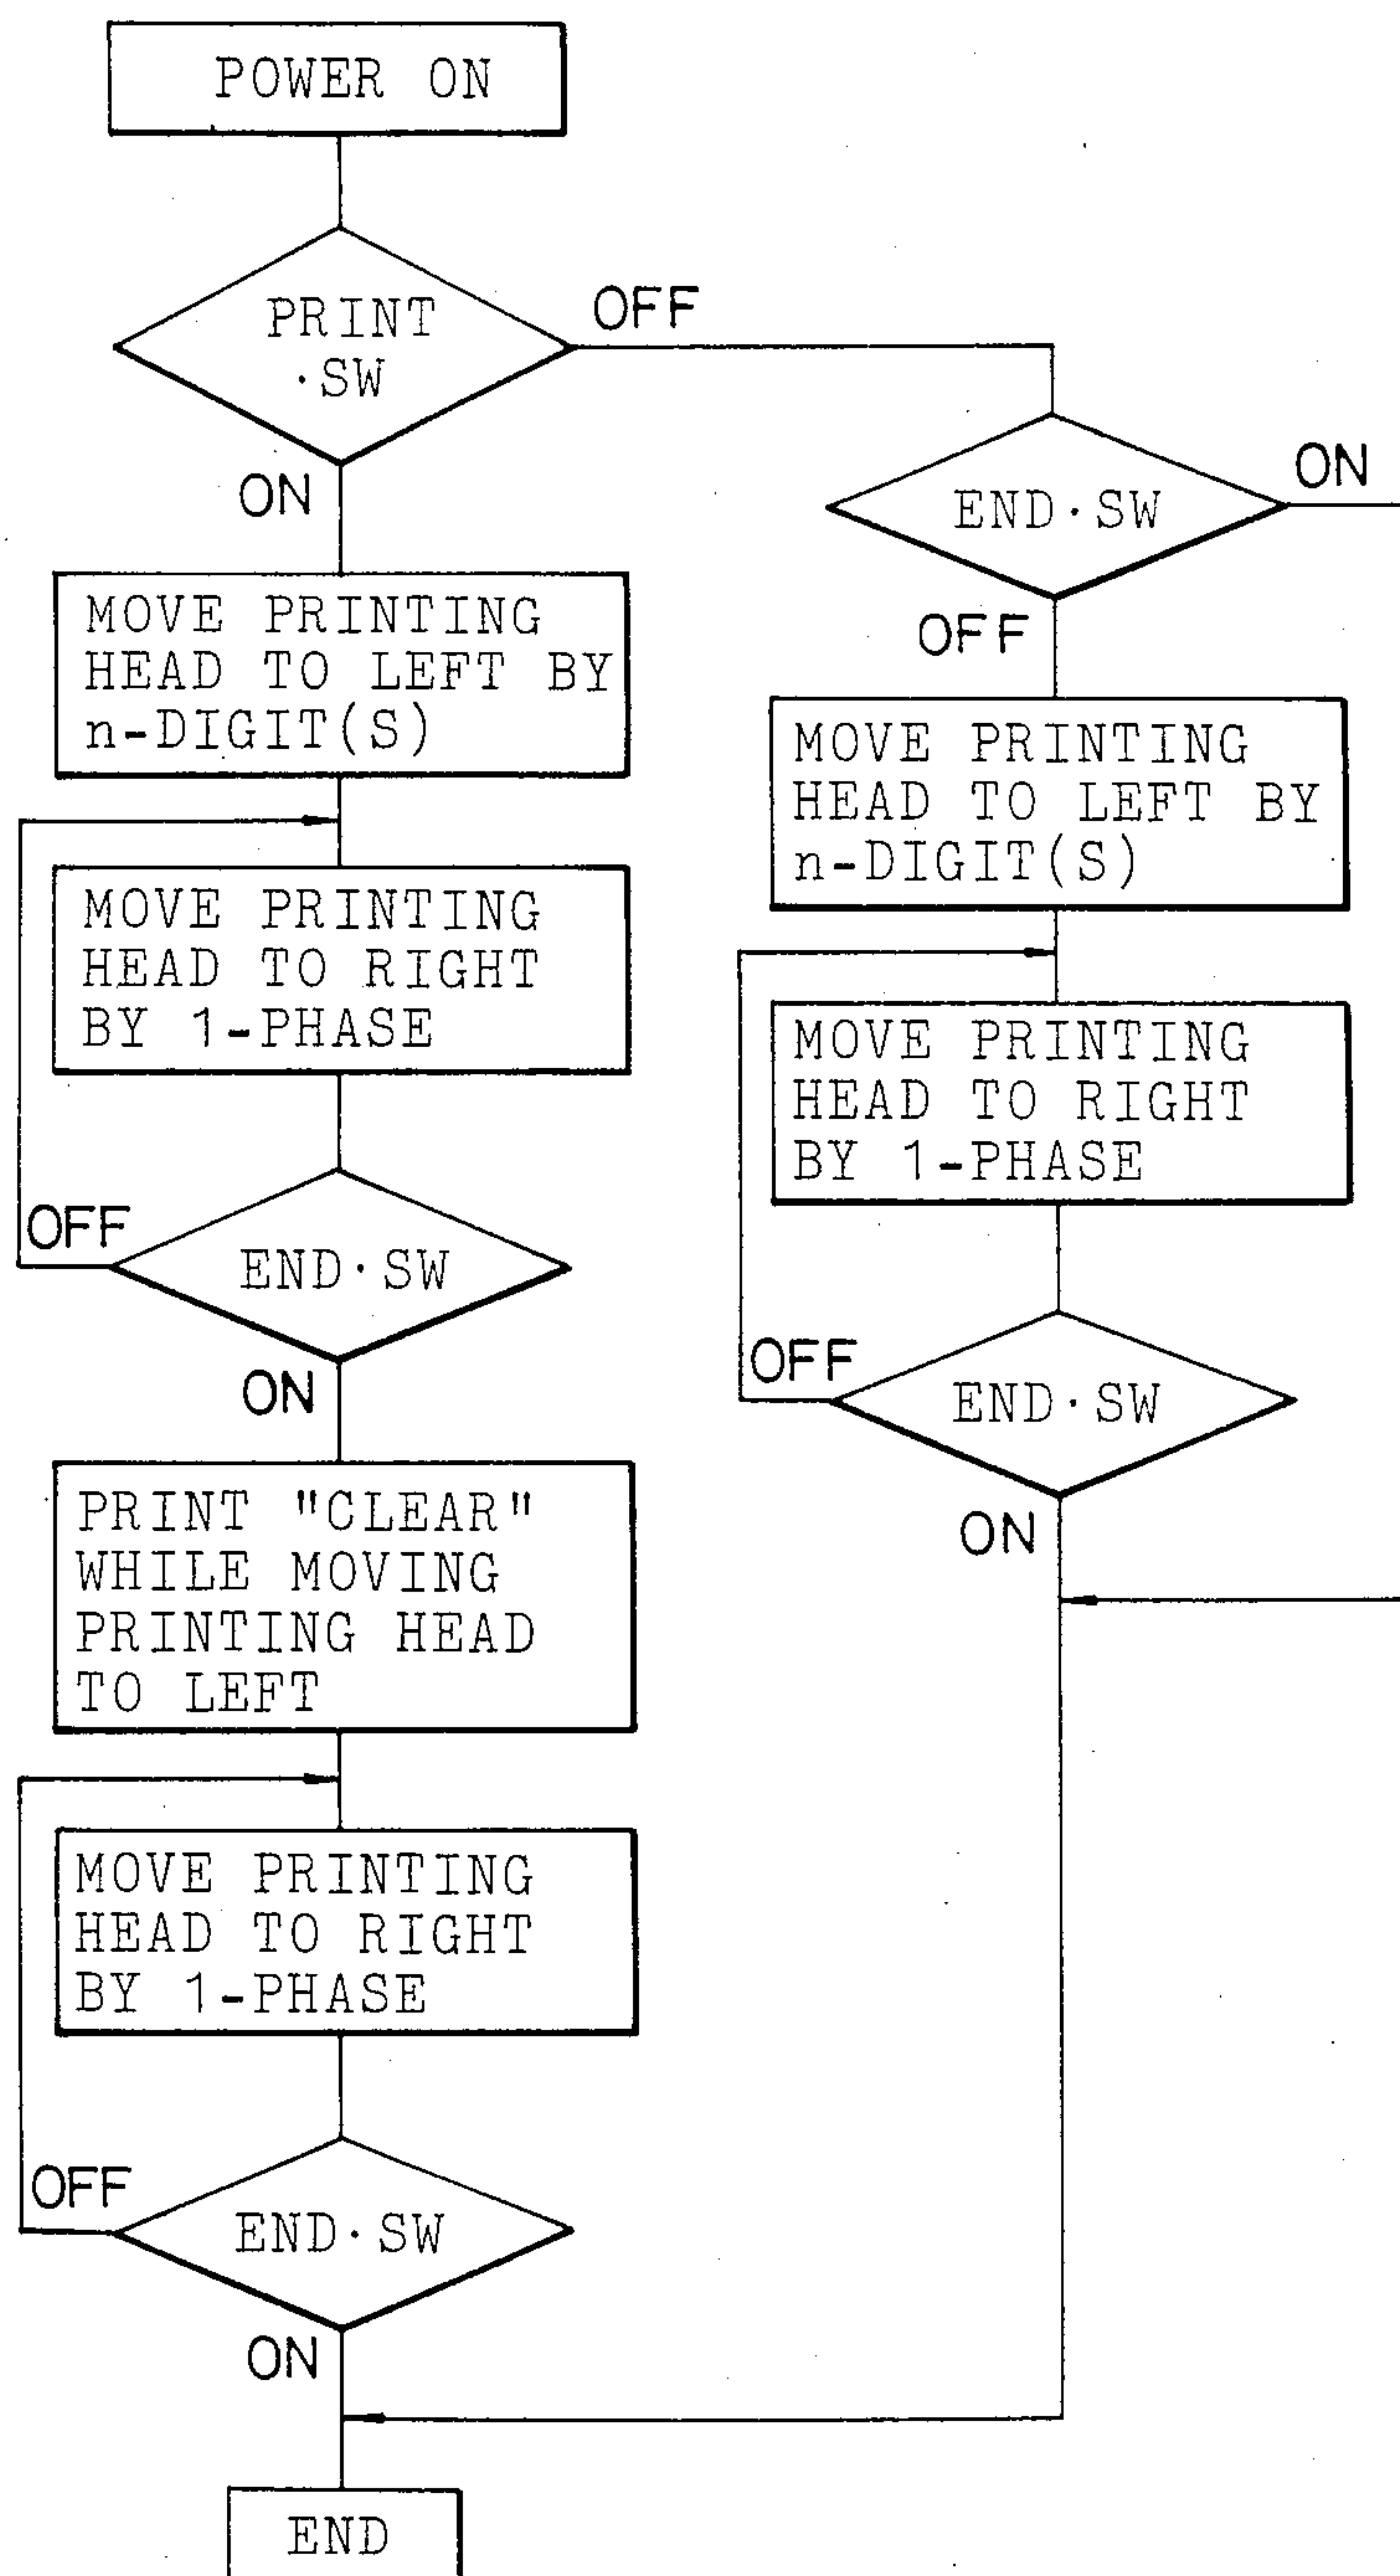 POWER ON
PRINT
·SW
OFF
ON
MOVE PRINTING
HEAD TO LEFT BY
n-DIGIT(S)
MOVE PRINTING
HEAD TO RIGHT
BY 1-PHASE
OFF
END·SW
ON
PRINT "CLEAR"
WHILE MOVING
PRINTING HEAD
TO LEFT
MOVE PRINTING
HEAD TO RIGHT
BY 1-PHASE
OFF
END·SW
ON
END·SW
ON
OFF
MOVE PRINTING
HEAD TO LEFT BY
n-DIGIT(S)
MOVE PRINTING
HEAD TO RIGHT
BY 1-PHASE
OFF
END·SW
ON
END